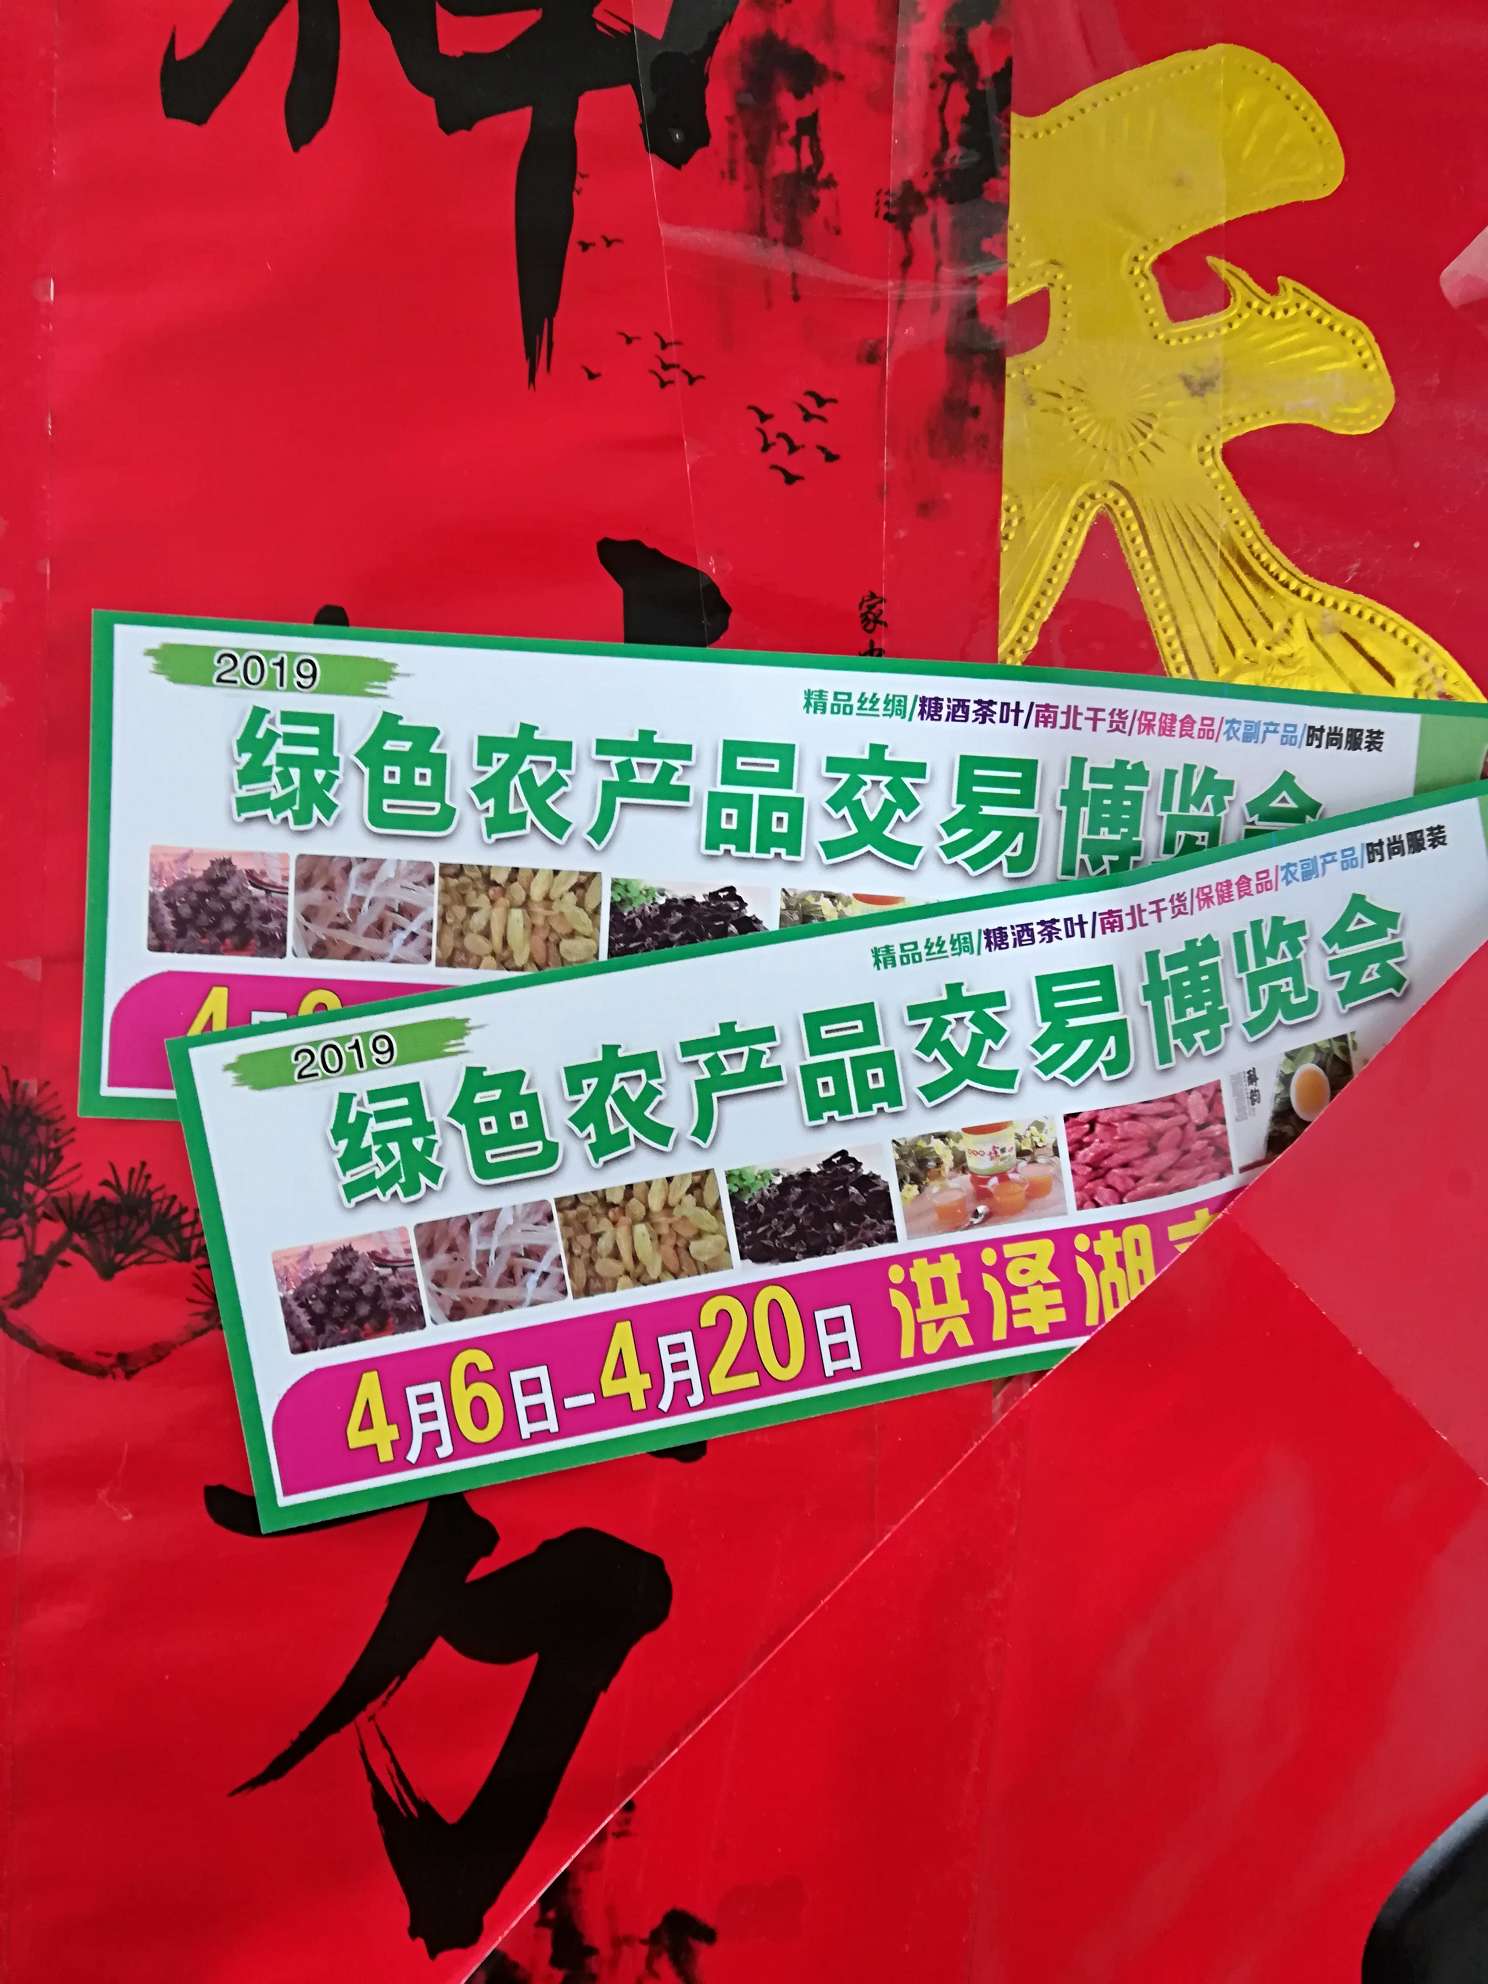 家
2019
精品丝绸/糖酒茶叶/南北干货/保健食品/农副产品/时尚服装
绿色农产品交易博览会
4月6
2019
精品丝绸/糖酒茶叶/南北干货/保健食品/农副产品/时尚服装
绿色农产品交易博览会
4月6日-4月20日 洪泽湖